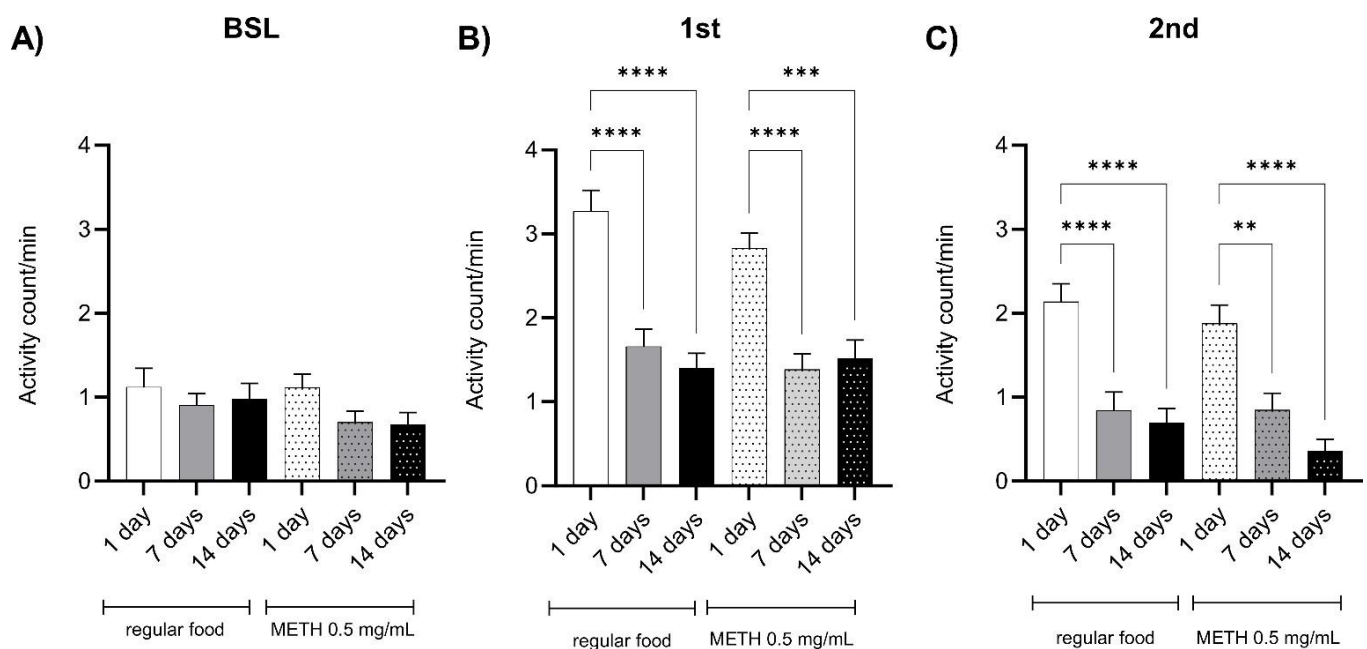 A)
BSL
Activity count/min
4
3
2
1
0
1 day
7 days
14 days
1 day
7 days
14 days
regular food
METH 0.5 mg/mL
B)
1st
****
***
****
****
Activity count/min
4
3
2
1
0
1 day
7 days
14 days
1 day
7 days
14 days
regular food
METH 0.5 mg/mL
C)
2nd
****
****
****
**
Activity count/min
4
3
2
1
0
1 day
7 days
14 days
1 day
7 days
14 days
regular food
METH 0.5 mg/mL